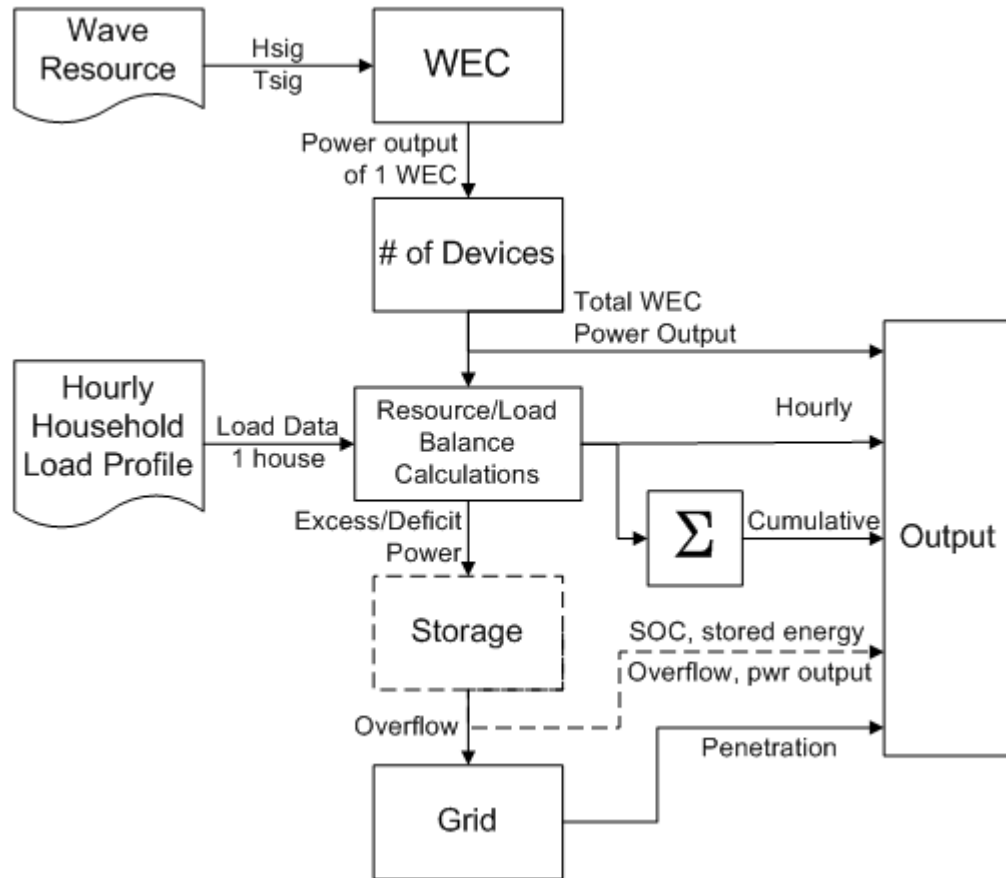 Wave
Resource
Hsig
Tsig
WEC
Power output
of 1 WEC
# of Devices
Total WEC
Power Output
Hourly
Household
Load Profile
Load Data
1 house
Resource/Load
Balance
Calculations
Hourly
Σ
Cumulative
Output
Excess/Deficit
Power
Storage
SOC, stored energy
Overflow, pwr output
Overflow
Penetration
Grid